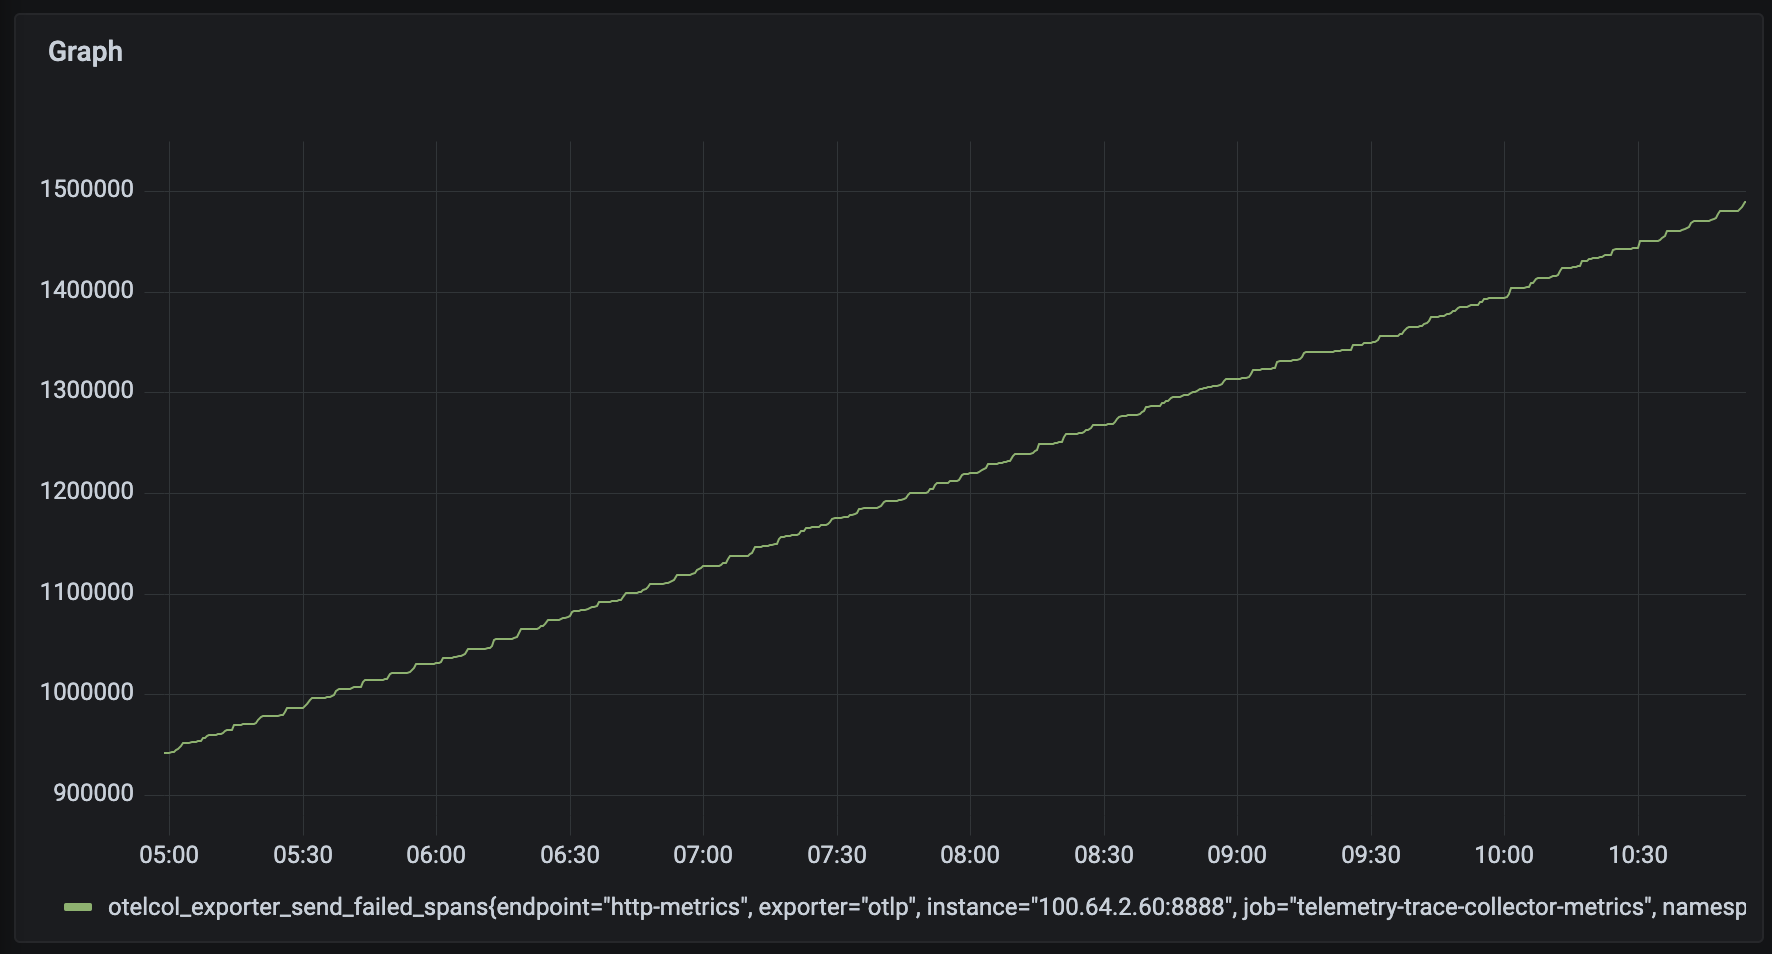 Graph
1500000
1400000
1300000
1200000
1100000
1000000
900000
05:00 05:30 06:00 06:30 07:00 07:30 08:00 08:30 09:00 09:30 10:00 10:30
otelcol_exporter_send_failed_spans{endpoint="http-metrics", exporter="otlp", instance="100.64.2.60:8888", job="telemetry-trace-collector-metrics", namesp